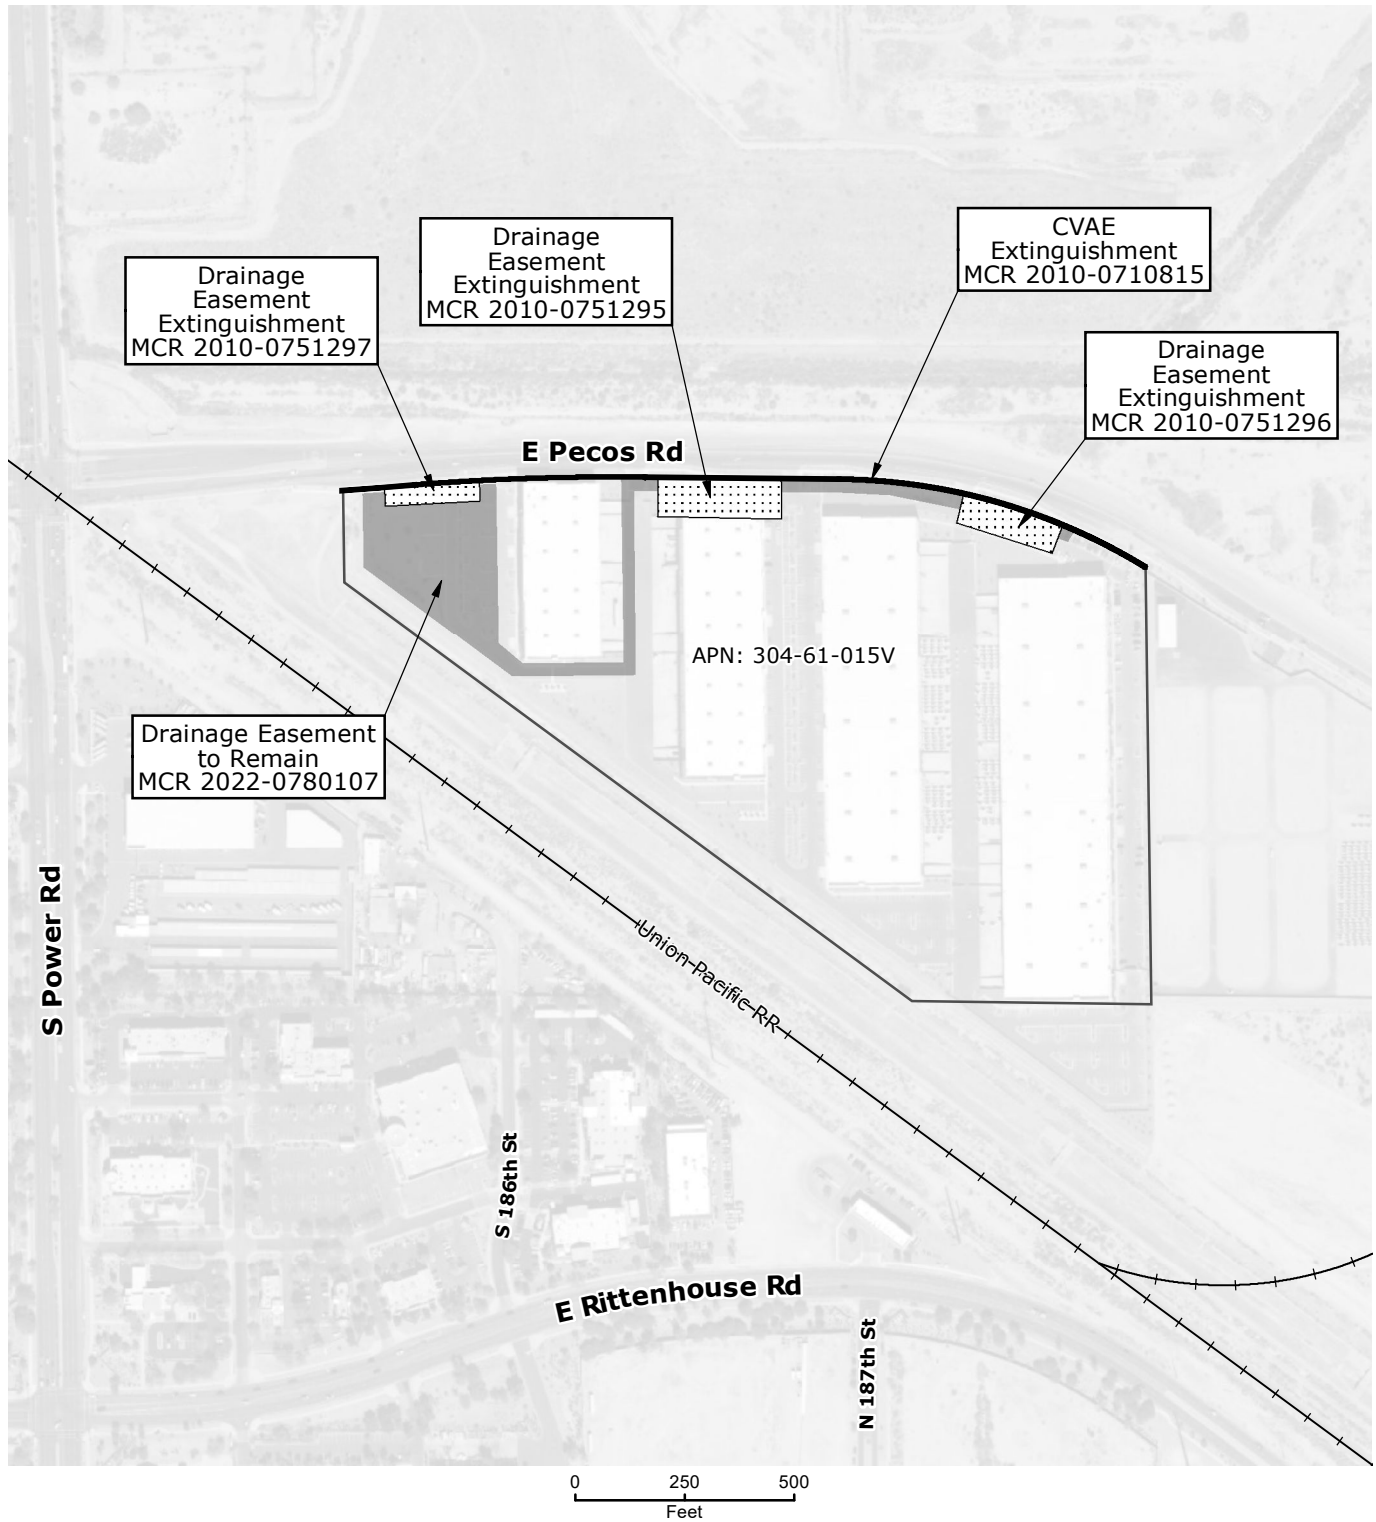 CVAE
Extinguishment
MCR 2010-0710815
Drainage
Easement
Extinguishment
MCR 2010-0751295
Drainage
Easement
Extinguishment
MCR 2010-0751297
Drainage
Easement
Extinguishment
MCR 2010-0751296
E Pecos Rd
APN: 304-61-015V
Drainage Easement
to Remain
MCR 2022-0780107
S Power Rd
Union Pacific RR
S 186th St
E Rittenhouse Rd
N 187th St
0 250 500
Feet